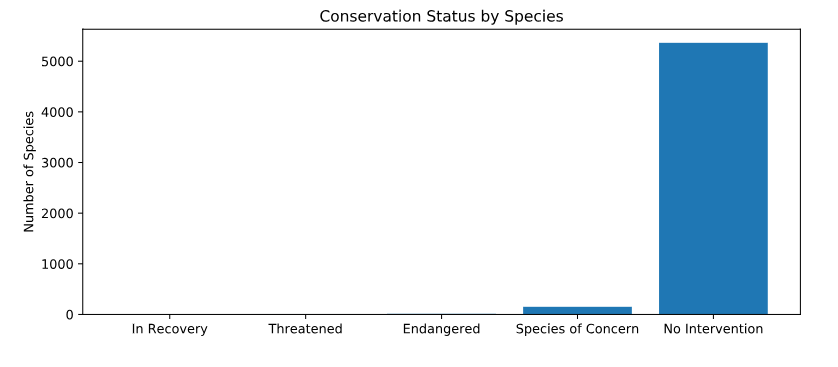 Conservation Status by Species
Number of Species
5000
4000
3000
2000
1000
0
In Recovery Threatened Endangered Species of Concern No Intervention